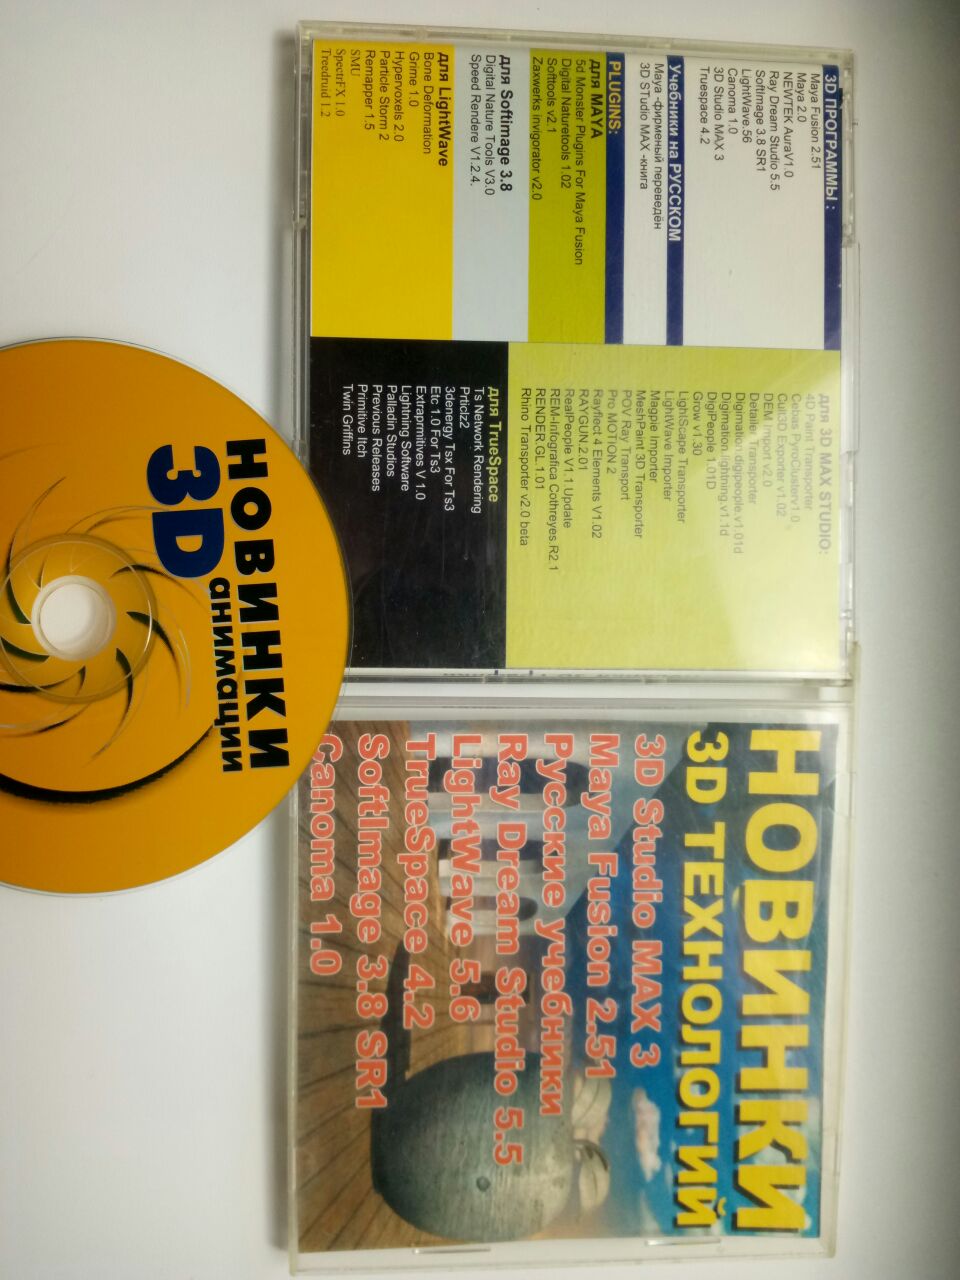 3D ПРОГРАММЫ :
Maya Fusion 2.51
Maya 2.0
NEWTEK AuraV1.0
Ray Dream Studio 5.5
SoftImage 3.8 SR1
LightWave.56
Canoma 1.0
3D Studio MAX 3
Truespace 4.2
Учебники на РУССКОМ
Maya -фирменный переведён
3D STudio MAX -книга
PLUGINS:
для MAYA
5d Monster Plugins For Maya Fusion
Digital Naturetools 1.02
Softtools v2.1
Zaxwerks invigorator v2.0
для Softimage 3.8
Digital Nature Tools V3.0
Speed Rendere V1.2.4.
для LightWave
Bone Deformation
Grime 1.0
Hypervoxels 2.0
Particle Storm 2
Remapper 1.5
SMU
SpectrFX 1.0
Treedruid 1.2
для 3D MAX STUDIO:
4D Paint Transporter
Cebas PyroClusterv1.0
Cult3D Exporter v1.02
DEM Import v2.0
Detailer Transporter
Digimation.digipeople.v1.01d
Digimation.lightning.v1.1d
DigiPeople 1.01D
Grow v1.30
LightScape Transporter
LightWave Importer
Magpie Importer
MeshPaint 3D Transporter
POV Ray Transport
Pro MOTION 2
Rayflect 4 Elements V1.02
RAYGUN 2.01
RealPeople V1.1 Update
REM-Infografica Cothreyes R2.1
RENDER GL.1.01
Rhino Transporter v2.0 beta
для TrueSpace
Ts Network Rendering
Prticlz2
3denergy Tsx For Ts3
Etc 1.0 For Ts3
Extraprmitives V 1.0
Lightning Software
Palladin Studios
Previous Releases
Primitive Itch
Twin Griffins
НОВИНКИ
3D анимации
НОВИНКИ
3D ТЕХНОЛОГИЙ
3D Studio MAX 3
Maya Fusion 2.51
Русские учебники
Ray Dream Studio 5.5
LightWave 5.6
TrueSpace 4.2
SoftImage 3.8 SR1
Canoma 1.0